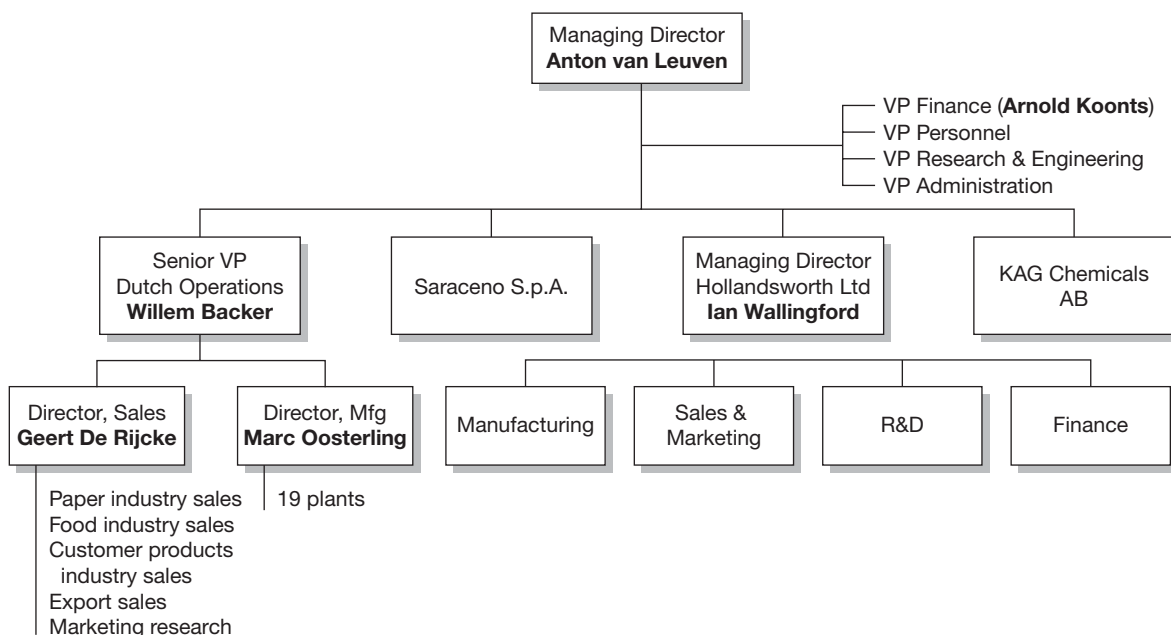 Managing Director
Anton van Leuven
VP Finance (Arnold Koonts)
VP Personnel
VP Research & Engineering
VP Administration
Senior VP
Dutch Operations
Willem Backer
Saraceno S.p.A.
Managing Director
Hollandsworth Ltd
Ian Wallingford
KAG Chemicals
AB
Director, Sales
Geert De Rijcke
Director, Mfg
Marc Oosterling
Manufacturing
Sales &
Marketing
R&D
Finance
Paper industry sales
Food industry sales
Customer products
industry sales
Export sales
Marketing research
19 plants